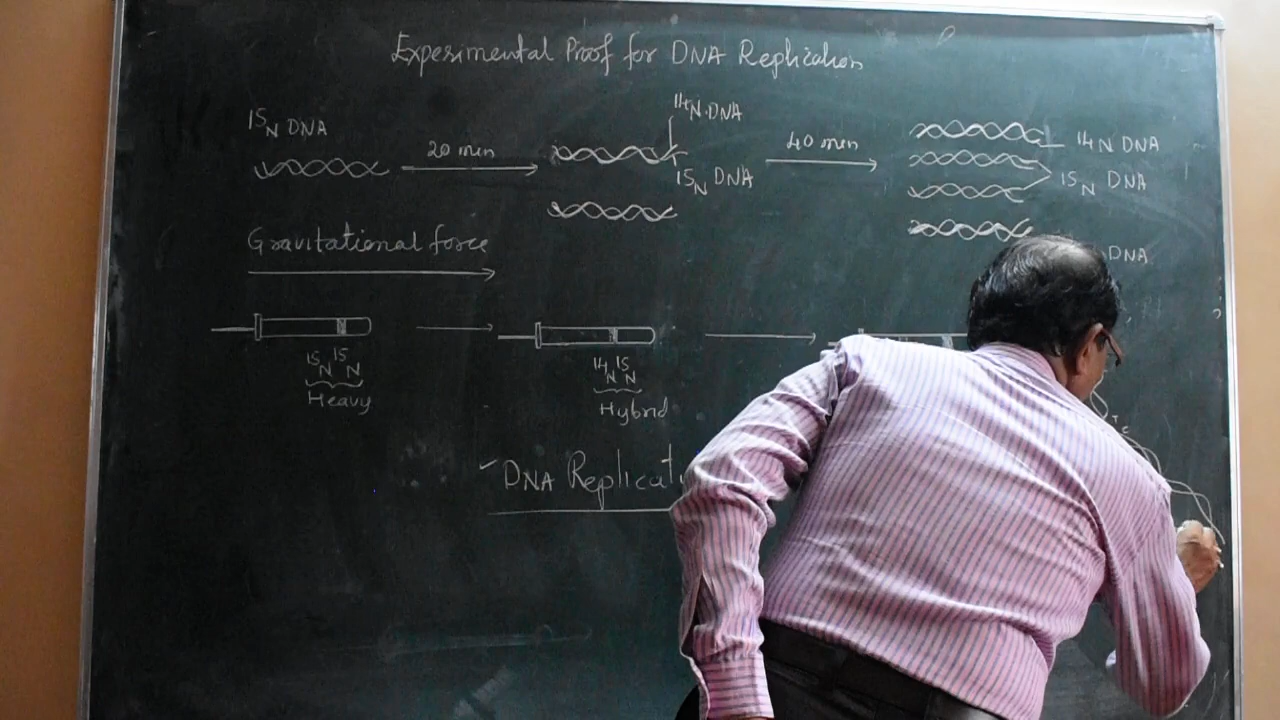 Experimental Proof for DNA Replication
15N DNA
20 min
14N.DNA
15N DNA
40 min
14N DNA
15N DNA
DNA
Gravitational force
15N 15N
Heavy
14N 15N
Hybrid
DNA Replicati